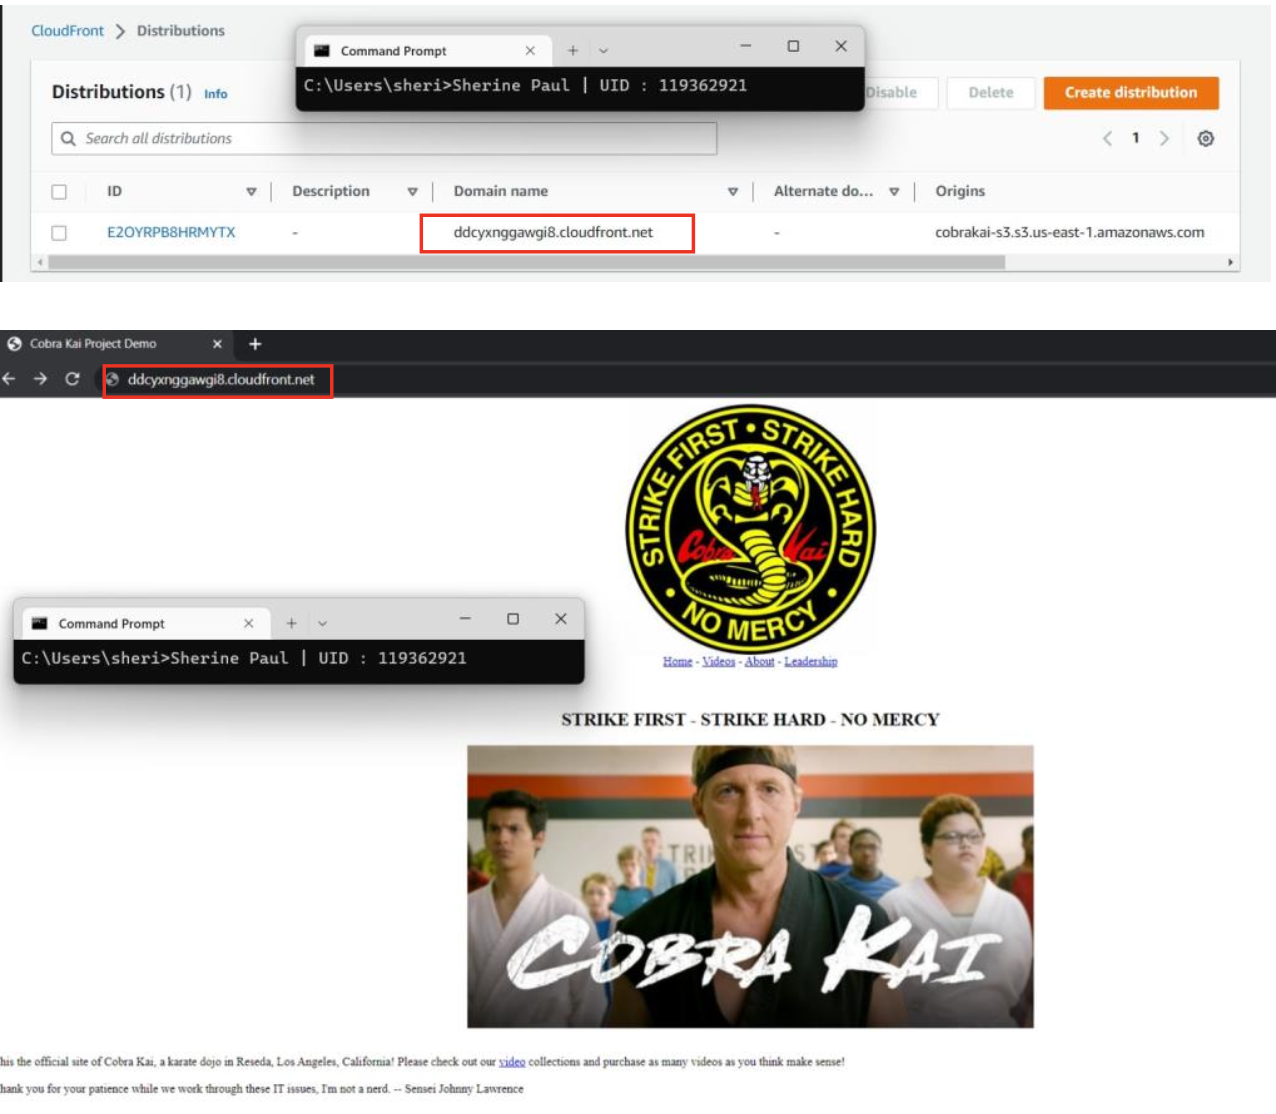 CloudFront > Distributions
Command Prompt
C:\Users\sheri>Sherine Paul | UID : 119362921
Distributions (1) Info
Disable Delete Create distribution
Search all distributions
1
ID Description Domain name Alternate do... Origins
E2OYRPB8HRMYTX - ddcyxnggawgi8.cloudfront.net - cobrakai-s3.s3.us-east-1.amazonaws.com
Cobra Kai Project Demo
ddcyxnggawgi8.cloudfront.net
STRIKE FIRST • STRIKE HARD • NO MERCY •
Cobra Kai
Command Prompt
C:\Users\sheri>Sherine Paul | UID : 119362921
Home - Videos - About - Leadership
STRIKE FIRST - STRIKE HARD - NO MERCY
COBRA KAI
his the official site of Cobra Kai, a karate dojo in Reseda, Los Angeles, California! Please check out our video collections and purchase as many videos as you think make sense!
hank you for your patience while we work through these IT issues, I'm not a nerd. -- Sensei Johnny Lawrence